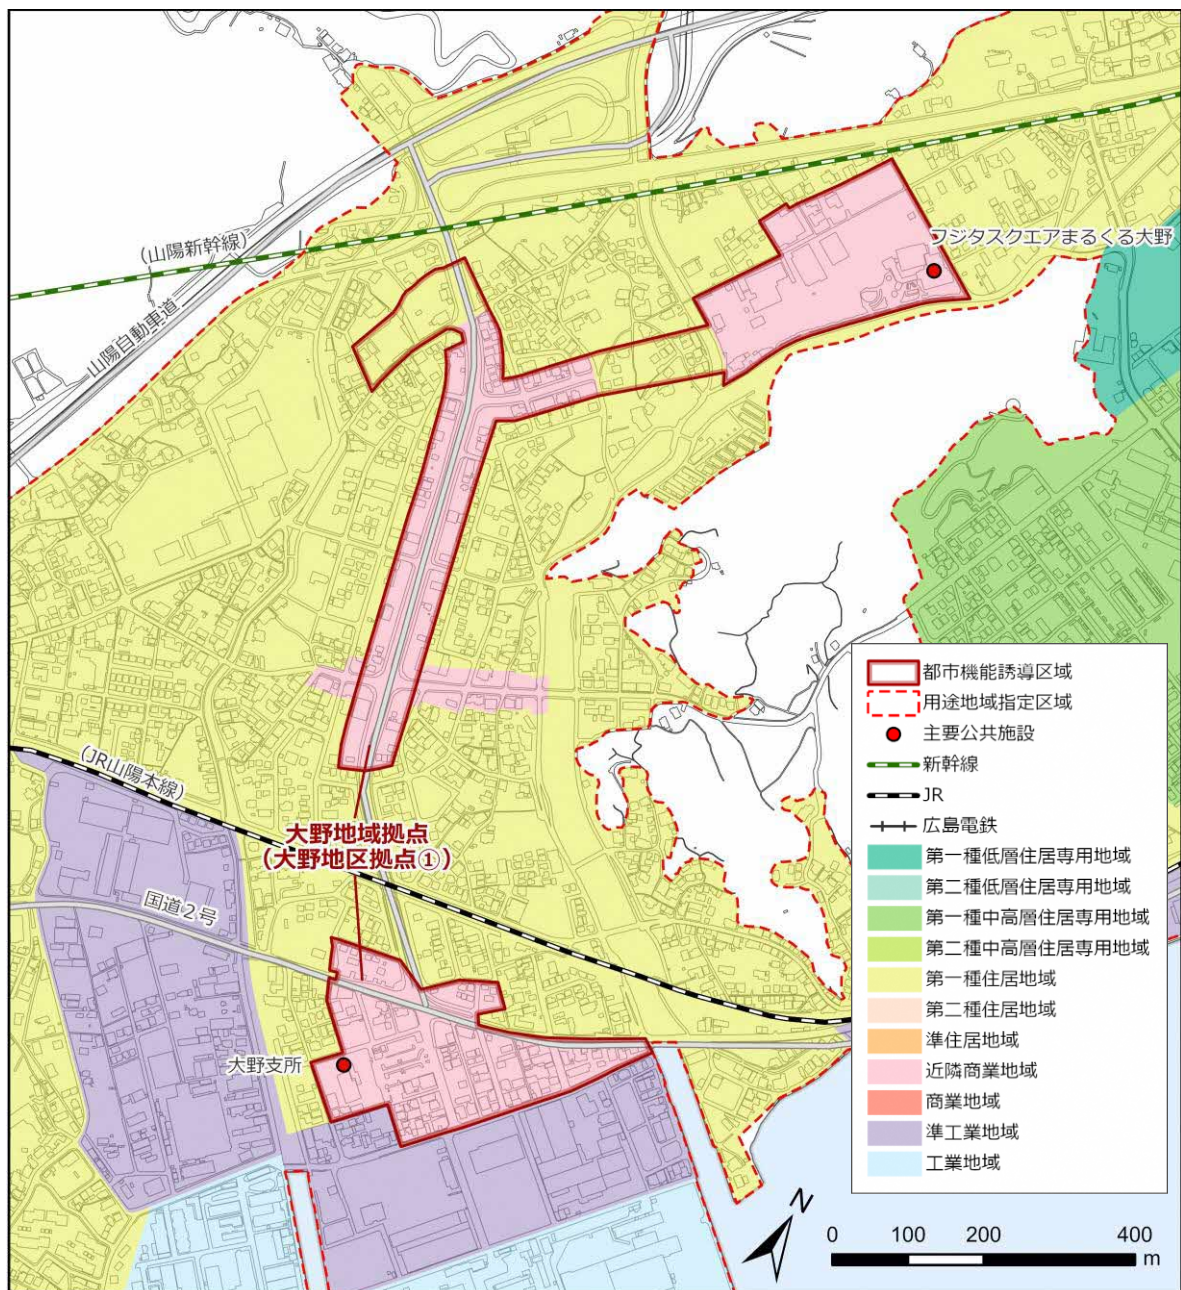 フジタスクエアまるくる大野
（山陽新幹線）
山陽自動車道
（JR山陽本線）
大野地域拠点
（大野地区拠点①）
国道２号
大野支所
都市機能誘導区域
用途地域指定区域
主要公共施設
新幹線
JR
広島電鉄
第一種低層住居専用地域
第二種低層住居専用地域
第一種中高層住居専用地域
第二種中高層住居専用地域
第一種住居地域
第二種住居地域
準住居地域
近隣商業地域
商業地域
準工業地域
工業地域
N
0 100 200 400
m